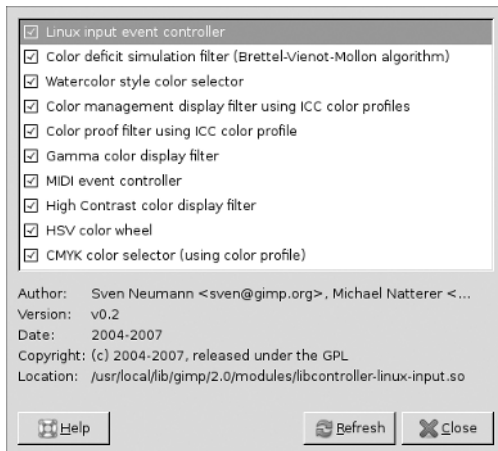 Linux input event controller
Color deficit simulation filter (Brettel-Vienot-Mollon algorithm)
Watercolor style color selector
Color management display filter using ICC color profiles
Color proof filter using ICC color profile
Gamma color display filter
MIDI event controller
High Contrast color display filter
HSV color wheel
CMYK color selector (using color profile)
Author: Sven Neumann <sven@gimp.org>, Michael Natterer <...
Version: v0.2
Date: 2004-2007
Copyright: (c) 2004-2007, released under the GPL
Location: /usr/local/lib/gimp/2.0/modules/libcontroller-linux-input.so
Help Refresh Close